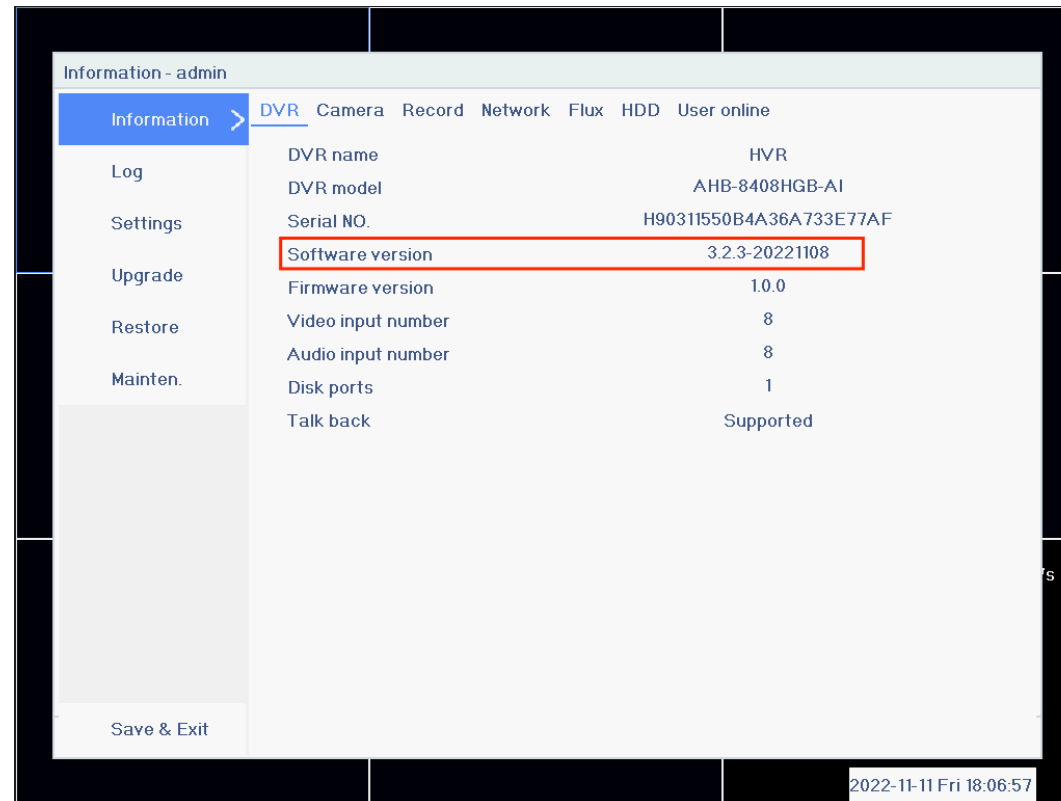 Information - admin
Information >
DVR Camera Record Network Flux HDD User online
Log
Settings
Upgrade
Restore
Mainten.
DVR name HVR
DVR model AHB-8408HGB-AI
Serial NO. H90311550B4A36A733E77AF
Software version 3.2.3-20221108
Firmware version 1.0.0
Video input number 8
Audio input number 8
Disk ports 1
Talk back Supported
Save & Exit
2022-11-11 Fri 18:06:57